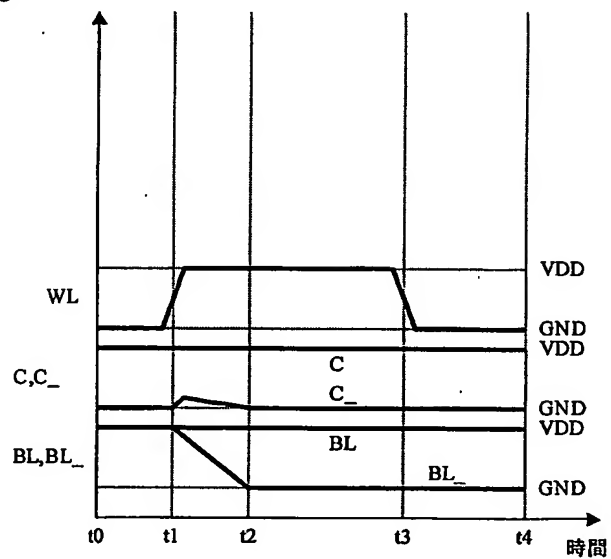 VDD
WL
GND
VDD
C
C,C_
C_
GND
VDD
BL
BL,BL_
BL_
GND
t0 t1 t2 t3 t4
時間